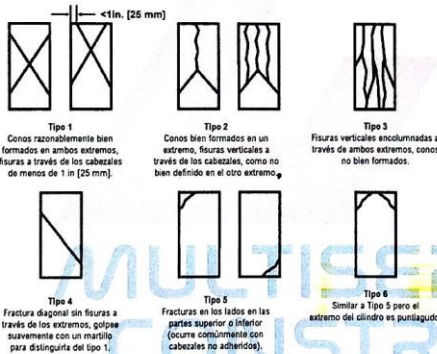 <1in. [25 mm]
Tipo 1
Conos razonablemente bien
formados en ambos extremos,
fisuras a través de los cabezales
de menos de 1 in [25 mm].
Tipo 2
Conos bien formados en un
extremo, fisuras verticales a
través de los cabezales, como no
bien definido en el otro extremo.
Tipo 3
Fisuras verticales encolumnadas a
través de ambos extremos, conos
no bien formados.
Tipo 4
Fractura diagonal sin fisuras a
través de los extremos, golpee
suavemente con un martillo
para distinguirla del tipo 1,
Tipo 5
Fracturas en los lados en las
partes superior o inferior
(ocurre comúnmente con
cabezales no adheridos).
Tipo 6
Similar a Tipo 5 pero el
extremo del cilindro es puntiagudo